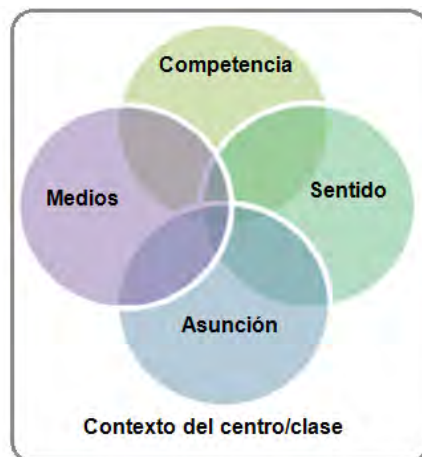 Competencia
Medios
Sentido
Asunción
Contexto del centro/clase